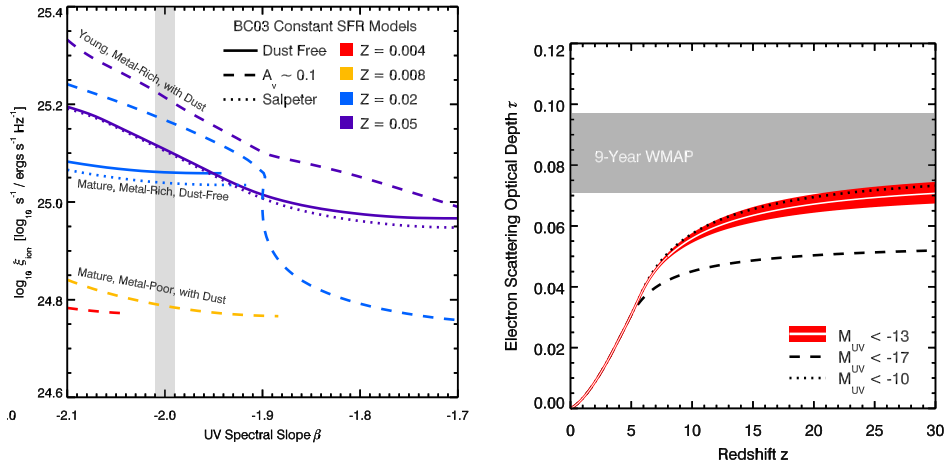 BC03 Constant SFR Models
Dust Free
A_v ~ 0.1
Salpeter
Z = 0.004
Z = 0.008
Z = 0.02
Z = 0.05
Young, Metal-Rich, with Dust
Mature, Metal-Rich, Dust-Free
Mature, Metal-Poor, with Dust
25.4
25.2
25.0
24.8
24.6
log₁₀ ξ_ion [log₁₀ s⁻¹ / ergs s⁻¹ Hz⁻¹]
.0
-2.1
-2.0
-1.9
-1.8
-1.7
UV Spectral Slope β
0.12
0.10
0.08
0.06
0.04
0.02
0.00
Electron Scattering Optical Depth τ
9-Year WMAP
M_UV < -13
M_UV < -17
M_UV < -10
0
5
10
15
20
25
30
Redshift z